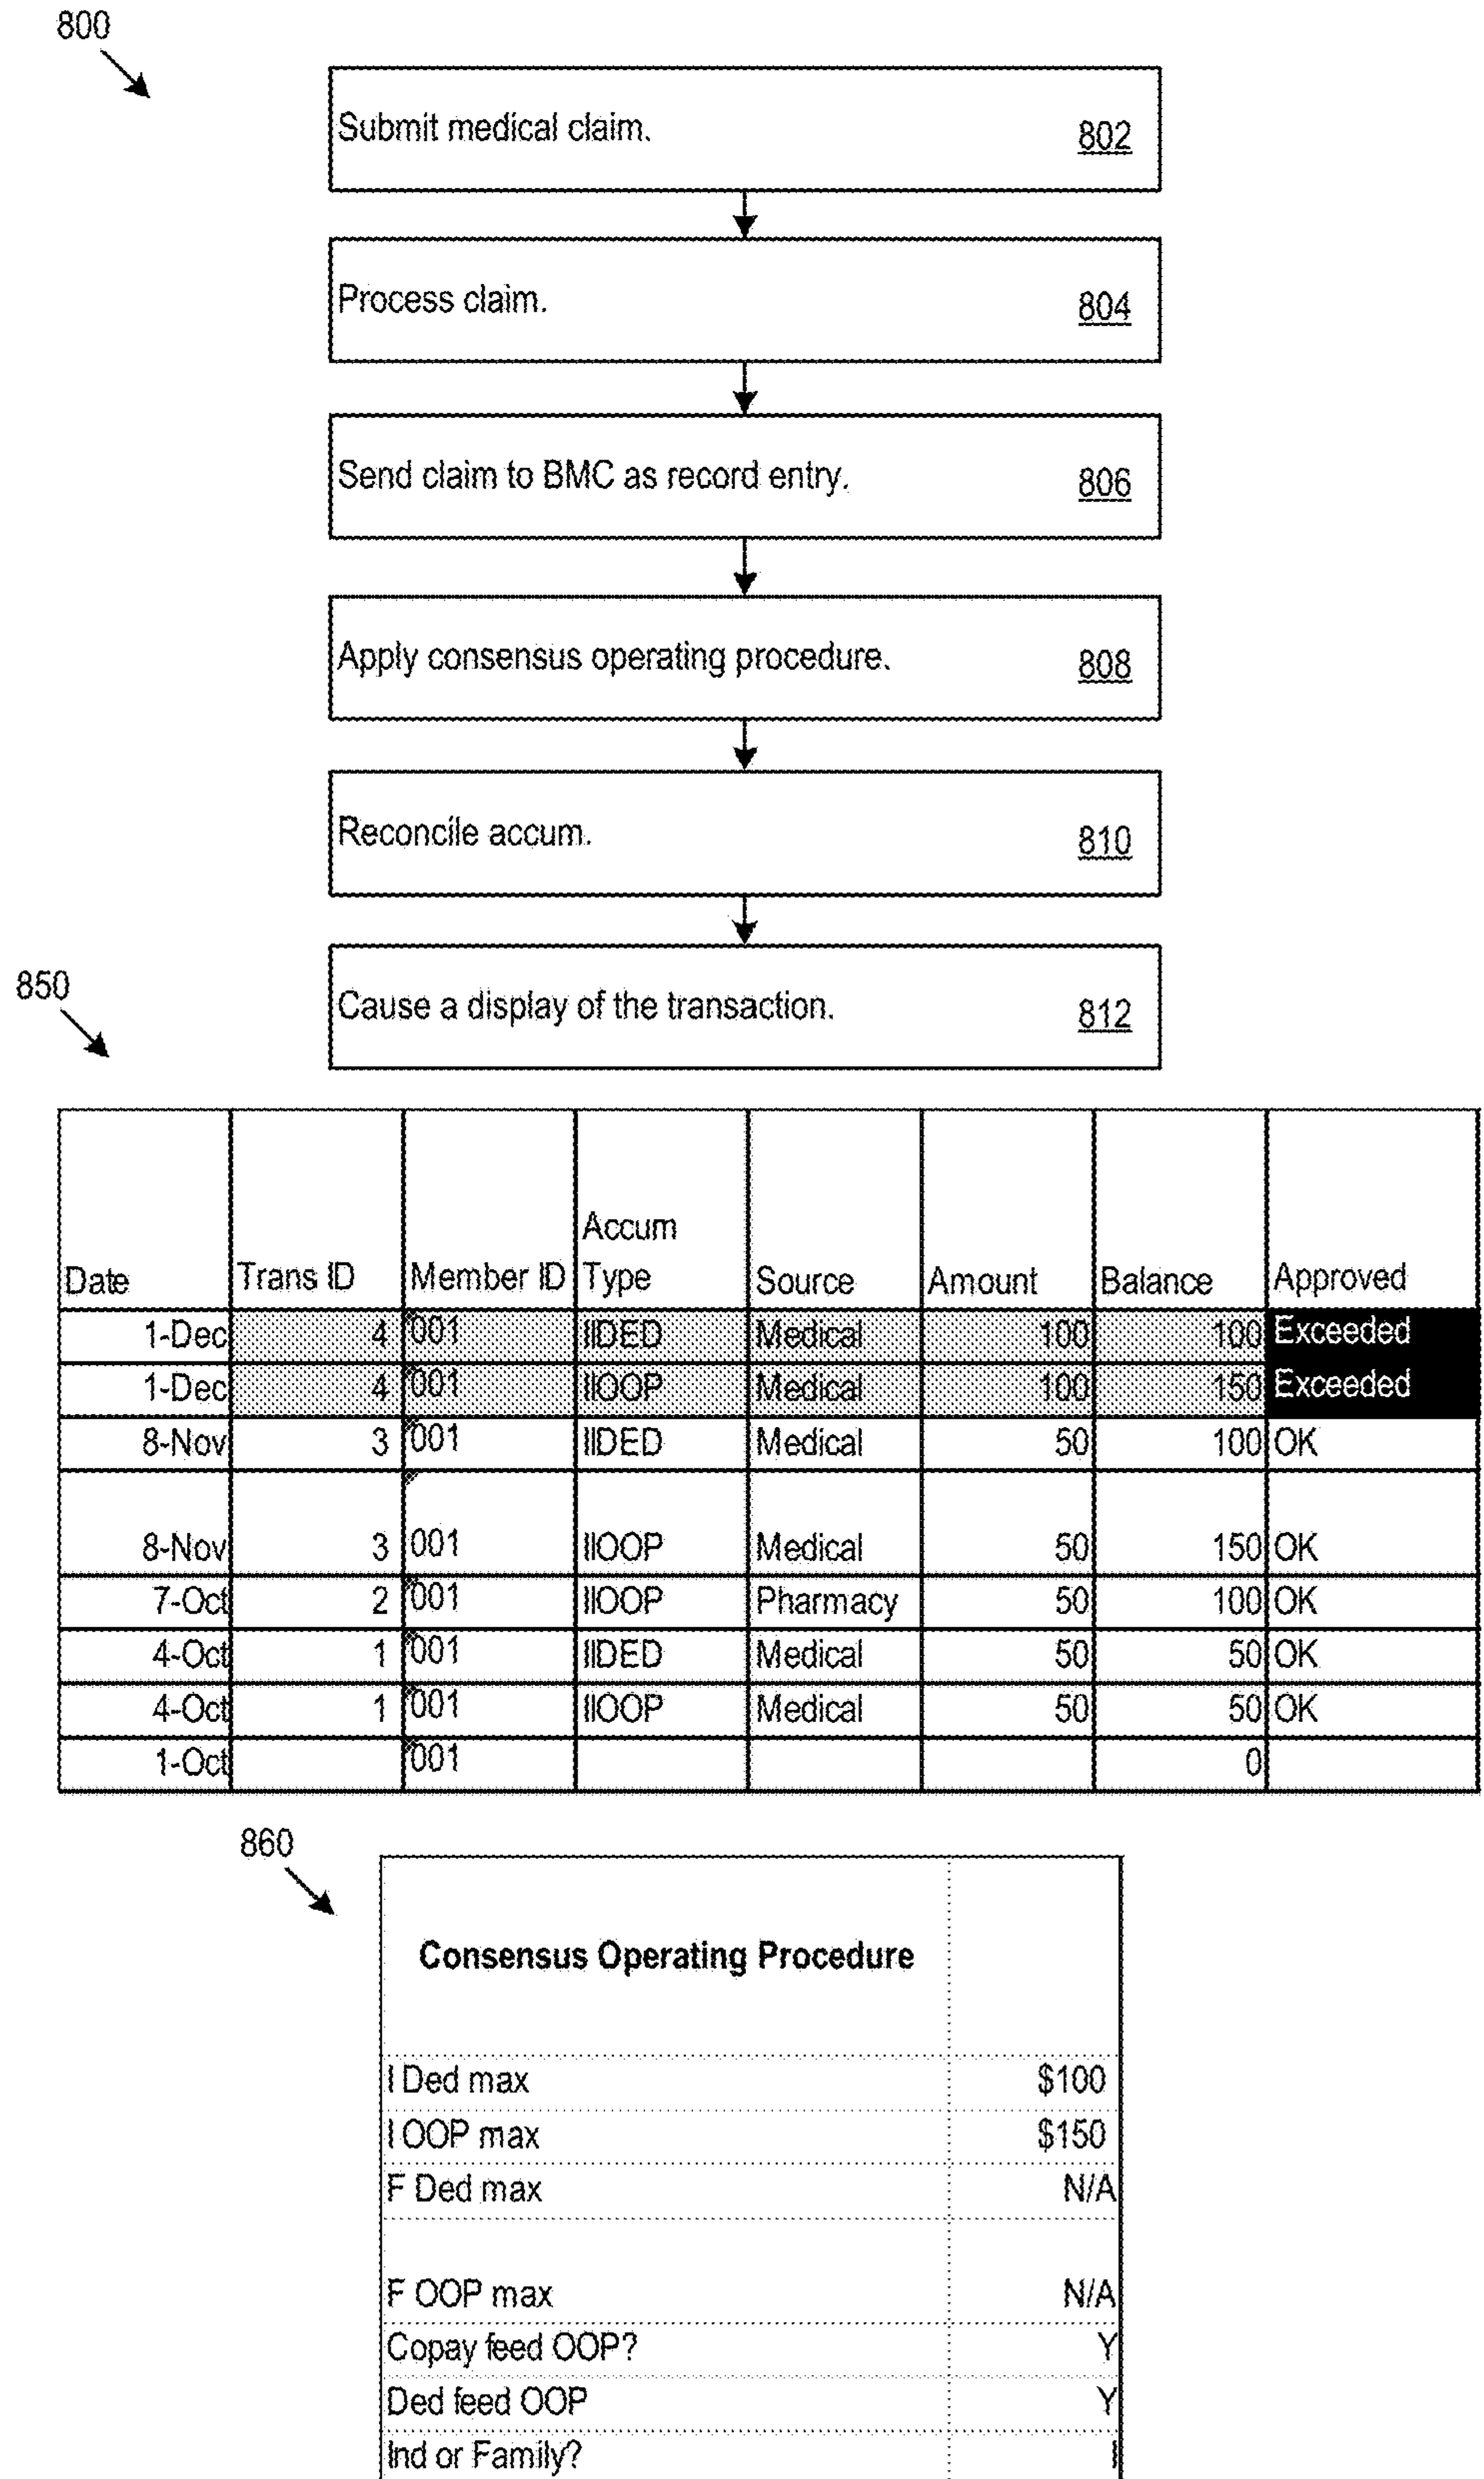 800
Submit medical claim. 802
Process claim. 804
Send claim to BMC as record entry. 806
Apply consensus operating procedure. 808
Reconcile accum. 810
850
Cause a display of the transaction. 812
Date Trans ID Member ID Accum Type Source Amount Balance Approved
1-Dec 4 001 IIDED Medical 100 100 Exceeded
1-Dec 4 001 IIOOP Medical 100 150 Exceeded
8-Nov 3 001 IIDED Medical 50 100 OK
8-Nov 3 001 IIOOP Medical 50 150 OK
7-Oct 2 001 IIOOP Pharmacy 50 100 OK
4-Oct 1 001 IIDED Medical 50 50 OK
4-Oct 1 001 IIOOP Medical 50 50 OK
1-Oct 001 0
860
Consensus Operating Procedure
I Ded max $100
I OOP max $150
F Ded max N/A
F OOP max N/A
Copay feed OOP? Y
Ded feed OOP Y
Ind or Family? I